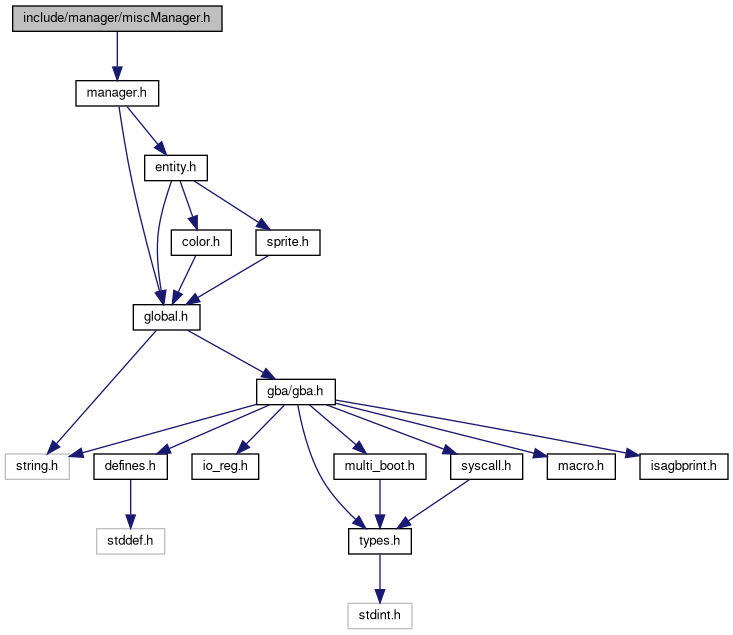 include/manager/miscManager.h
manager.h
entity.h
color.h
sprite.h
global.h
gba/gba.h
string.h
defines.h
io_reg.h
multi_boot.h
syscall.h
macro.h
isagbprint.h
stddef.h
types.h
stdint.h